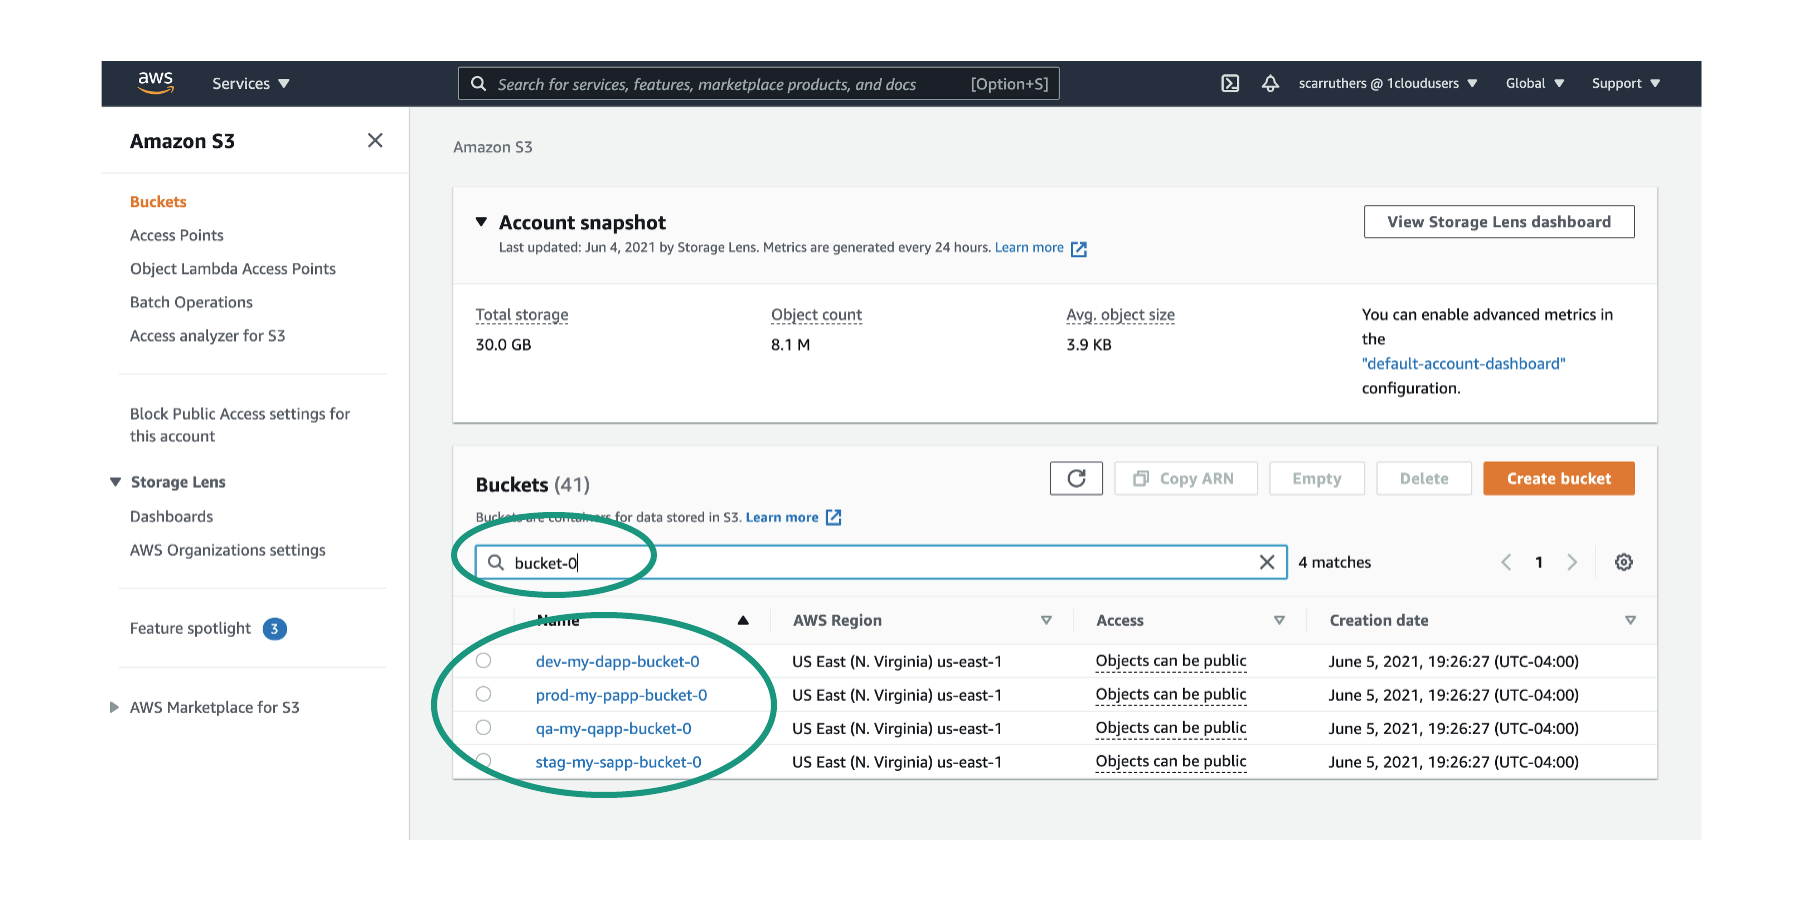 aws
Services
Search for services, features, marketplace products, and docs [Option+S]
scarruthers @ 1cloudusers
Global
Support
Amazon S3
Buckets
Access Points
Object Lambda Access Points
Batch Operations
Access analyzer for S3
Block Public Access settings for
this account
Storage Lens
Dashboards
AWS Organizations settings
Feature spotlight 3
AWS Marketplace for S3
Amazon S3
Account snapshot
Last updated: Jun 4, 2021 by Storage Lens. Metrics are generated every 24 hours. Learn more
View Storage Lens dashboard
Total storage
30.0 GB
Object count
8.1 M
Avg. object size
3.9 KB
You can enable advanced metrics in
the
"default-account-dashboard"
configuration.
Buckets (41)
Buckets are containers for data stored in S3. Learn more
Copy ARN
Empty
Delete
Create bucket
bucket-0
4 matches
1
Name AWS Region Access Creation date
dev-my-dapp-bucket-0 US East (N. Virginia) us-east-1 Objects can be public June 5, 2021, 19:26:27 (UTC-04:00)
prod-my-papp-bucket-0 US East (N. Virginia) us-east-1 Objects can be public June 5, 2021, 19:26:27 (UTC-04:00)
qa-my-qapp-bucket-0 US East (N. Virginia) us-east-1 Objects can be public June 5, 2021, 19:26:27 (UTC-04:00)
stag-my-sapp-bucket-0 US East (N. Virginia) us-east-1 Objects can be public June 5, 2021, 19:26:27 (UTC-04:00)